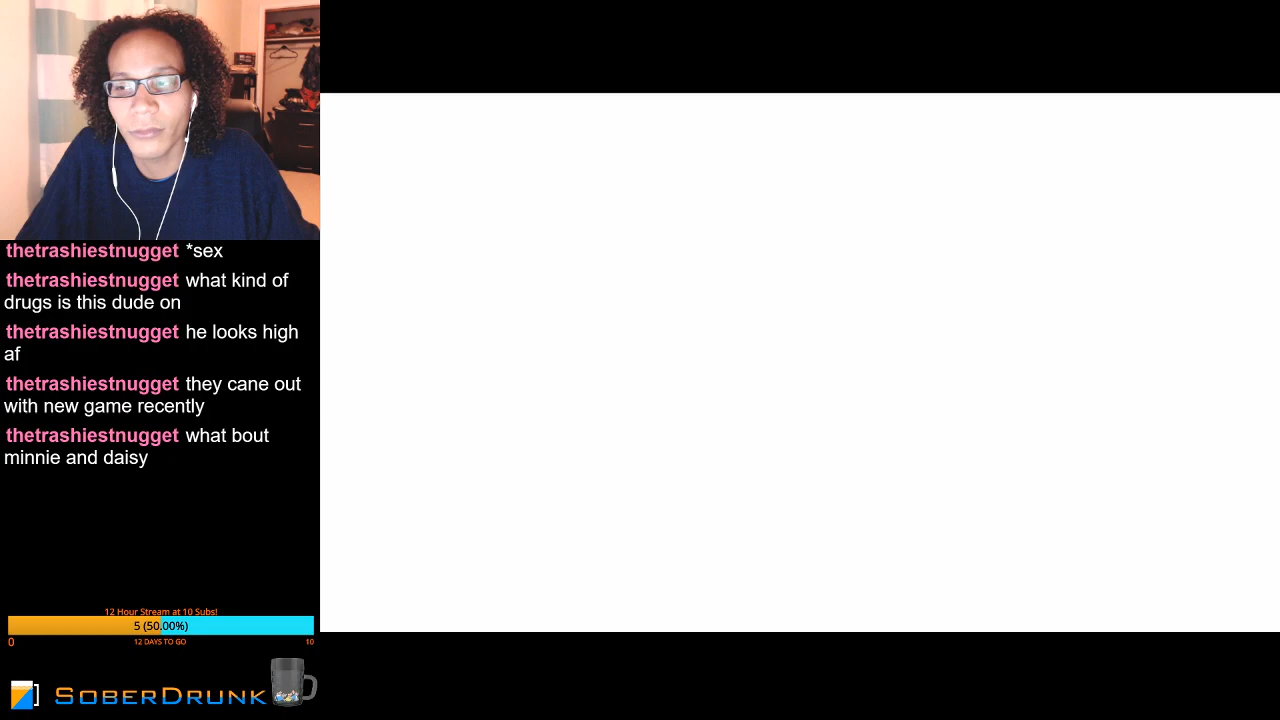 thetrashiestnugget *sex
thetrashiestnugget what kind of
drugs is this dude on
thetrashiestnugget he looks high
af
thetrashiestnugget they cane out
with new game recently
thetrashiestnugget what bout
minnie and daisy
12 Hour Stream at 10 Subs!
5 (50.00%)
0 12 DAYS TO GO 10
SoberDrunk